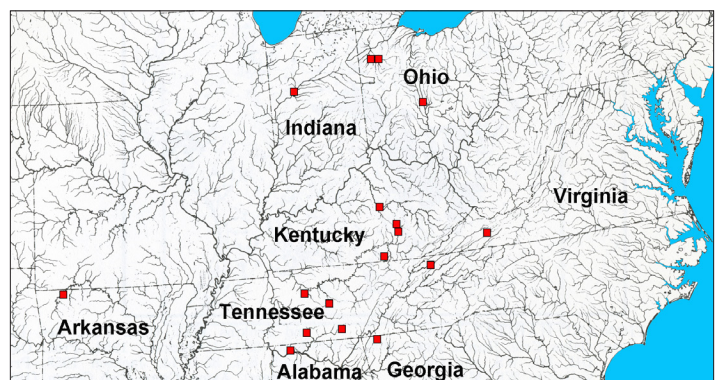 Ohio
Indiana
Virginia
Kentucky
Tennessee
Arkansas
Alabama
Georgia